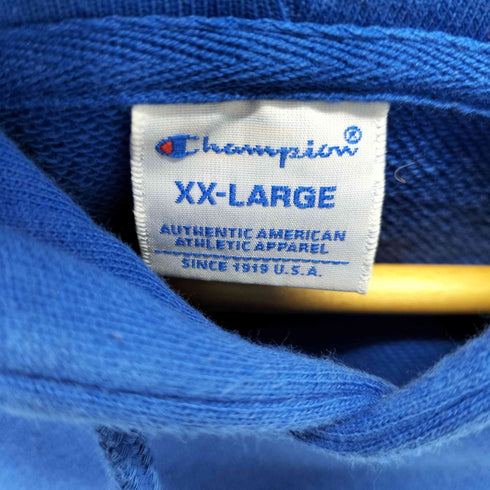 Champion®
XX-LARGE
AUTHENTIC AMERICAN
ATHLETIC APPAREL
SINCE 1919 U.S.A.